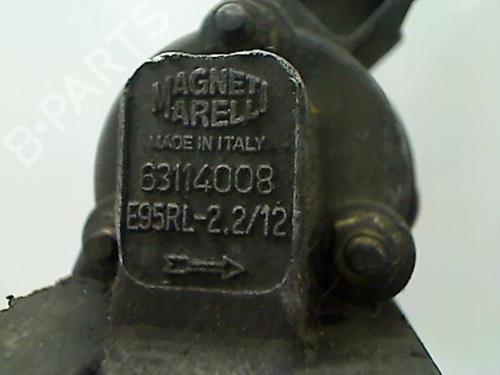 B-PARTS
MAGNETI
MARELLI
MADE IN ITALY
63114008
E95RL-2.2/12